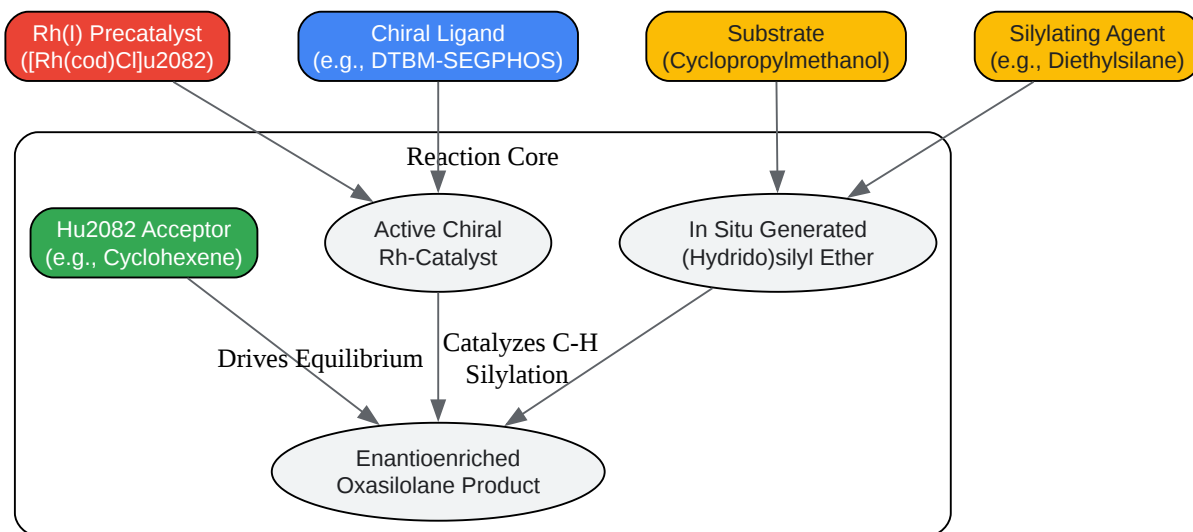 Rh(I) Precatalyst
([Rh(cod)Cl]u2082)
Chiral Ligand
(e.g., DTBM-SEGPHOS)
Substrate
(Cyclopropylmethanol)
Silylating Agent
(e.g., Diethylsilane)
Reaction Core
Hu2082 Acceptor
(e.g., Cyclohexene)
Active Chiral
Rh-Catalyst
In Situ Generated
(Hydrido)silyl Ether
Drives Equilibrium
Catalyzes C-H
Silylation
Enantioenriched
Oxasilolane Product